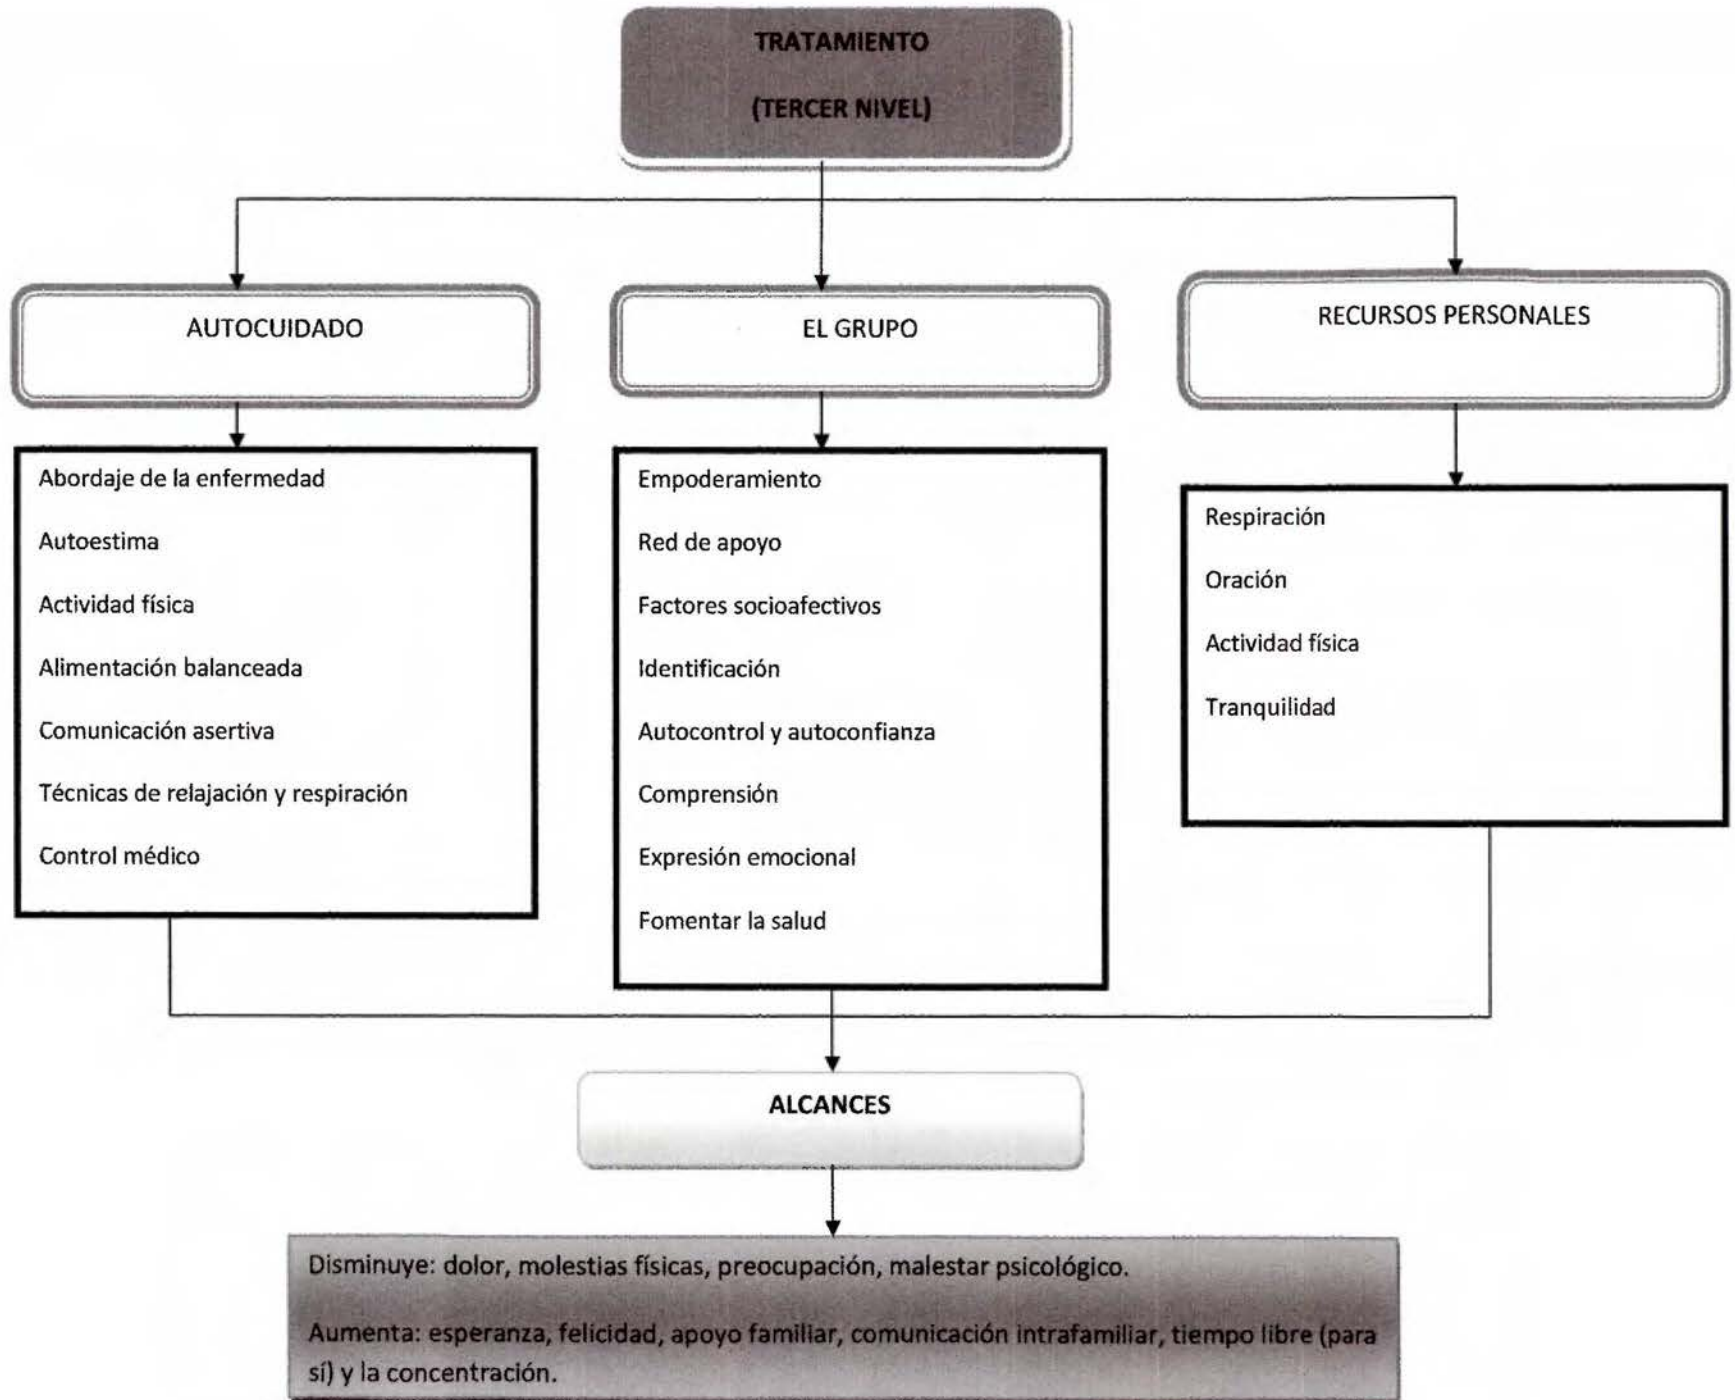 TRATAMIENTO
(TERCER NIVEL)
AUTOCUIDADO
EL GRUPO
RECURSOS PERSONALES
Abordaje de la enfermedad
Autoestima
Actividad física
Alimentación balanceada
Comunicación asertiva
Técnicas de relajación y respiración
Control médico
Empoderamiento
Red de apoyo
Factores socioafectivos
Identificación
Autocontrol y autoconfianza
Comprensión
Expresión emocional
Fomentar la salud
Respiración
Oración
Actividad física
Tranquilidad
ALCANCES
Disminuye: dolor, molestias físicas, preocupación, malestar psicológico.
Aumenta: esperanza, felicidad, apoyo familiar, comunicación intrafamiliar, tiempo libre (para
sí) y la concentración.